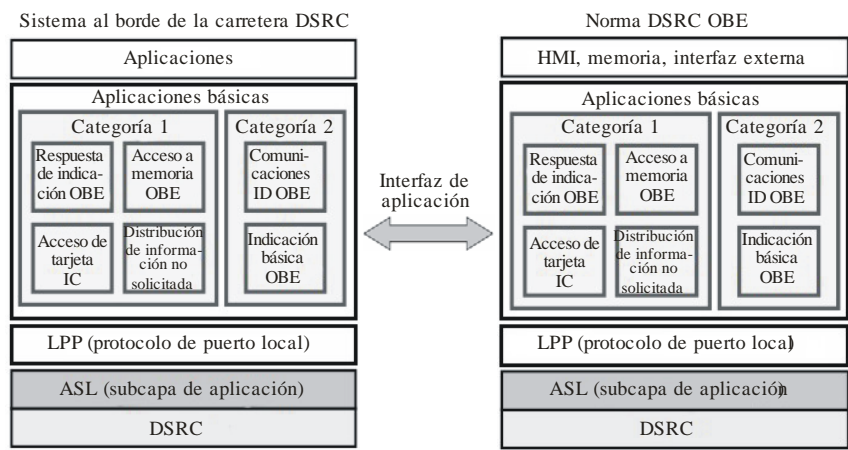 Sistema al borde de la carretera DSRC
Aplicaciones
Aplicaciones básicas
Categoría 1
Categoría 2
Respuesta
de indica-
ción OBE
Acceso a
memoria
OBE
Comuni-
caciones
ID OBE
Acceso de
tarjeta
IC
Distribución
de informa-
ción no
solicitada
Indicación
básica
OBE
LPP (protocolo de puerto local)
ASL (subcapa de aplicación)
DSRC
Interfaz de
aplicación
Norma DSRC OBE
HMI, memoria, interfaz externa
Aplicaciones básicas
Categoría 1
Categoría 2
Respuesta
de indica-
ción OBE
Acceso a
memoria
OBE
Comuni-
caciones
ID OBE
Acceso de
tarjeta
IC
Distribución
de informa-
ción no
solicitada
Indicación
básica
OBE
LPP (protocolo de puerto local)
ASL (subcapa de aplicación)
DSRC